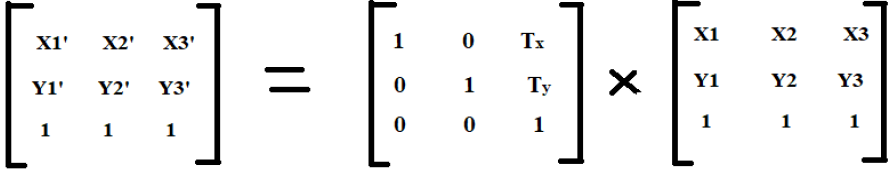 X1' X2' X3' 1 0 Tx X1 X2 X3
Y1' Y2' Y3' = 0 1 Ty × Y1 Y2 Y3
1 1 1 0 0 1 1 1 1